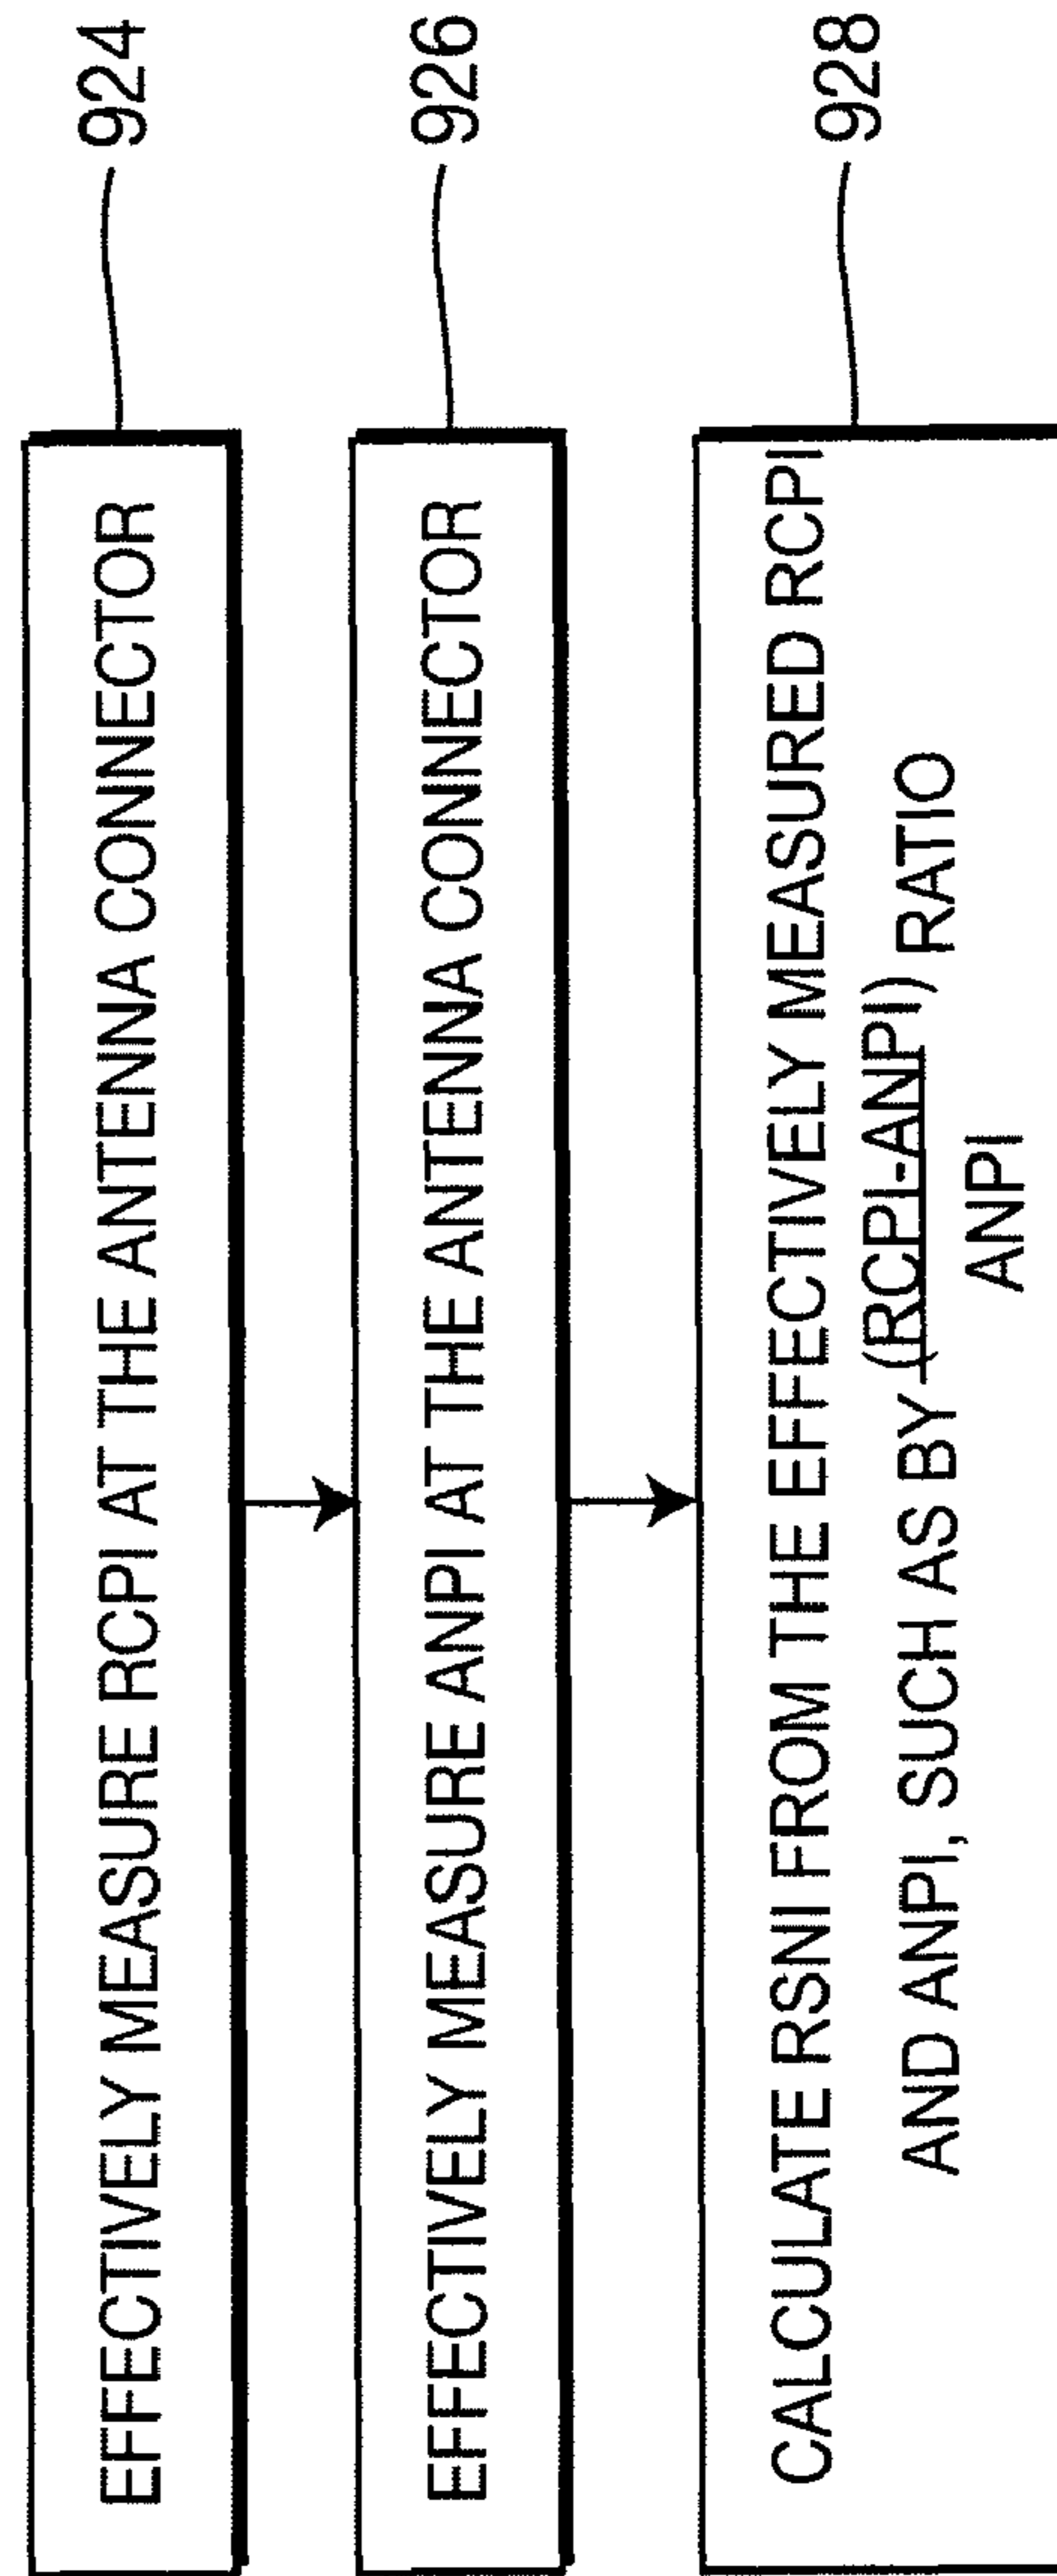 EFFECTIVELY MEASURE RCPI AT THE ANTENNA CONNECTOR
924
EFFECTIVELY MEASURE ANPI AT THE ANTENNA CONNECTOR
926
CALCULATE RSNI FROM THE EFFECTIVELY MEASURED RCPI
AND ANPI, SUCH AS BY (RCPI-ANPI) RATIO
ANPI
928